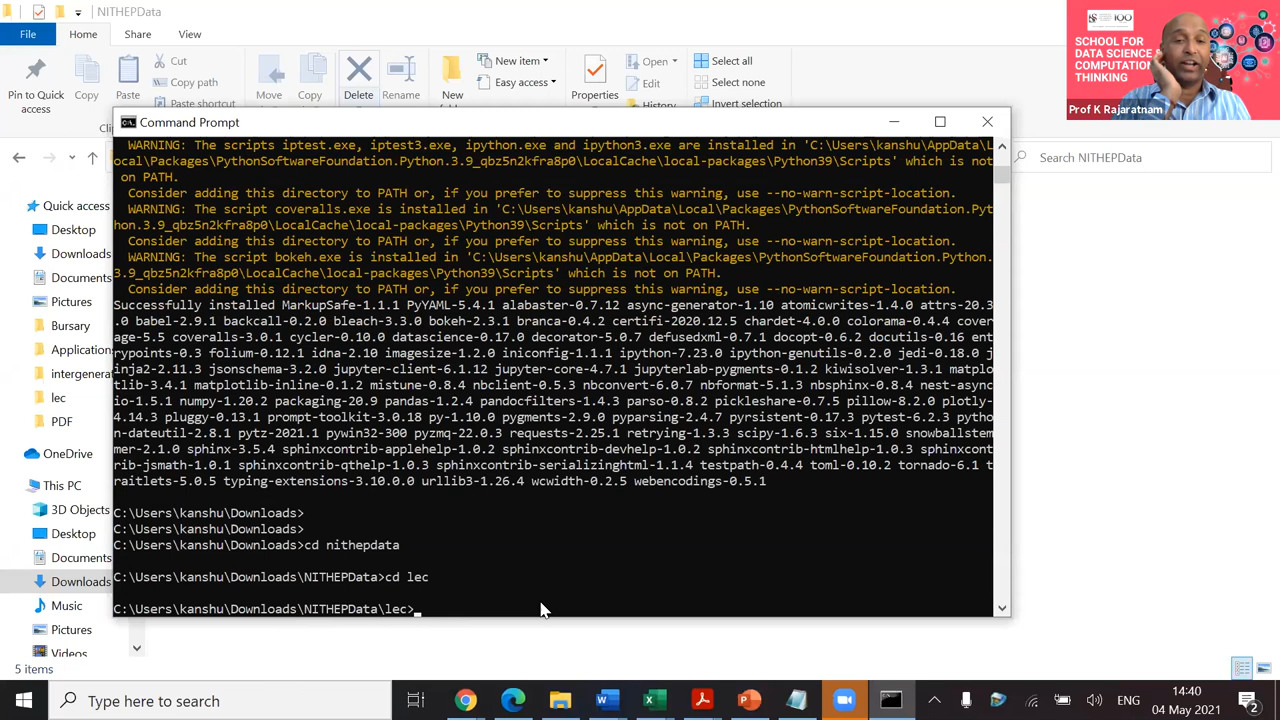 NITHEPData
File Home Share View
Pin to Quick access
Copy
Paste
Cut
Copy path
Paste shortcut
Move
Copy
Delete
Rename
New
New item
Easy access
Properties
Open
Edit
History
Select all
Select none
Invert selection
SCHOOL FOR
DATA SCIENCE
COMPUTATION
THINKING
100
Prof K Rajaratnam
Search NITHEPData
Quick access
Desktop
Downloads
Documents
Pictures
Bursary
Application
intergenera
lec
PDF
OneDrive
This PC
3D Objects
Desktop
Documents
Downloads
Music
Pictures
Videos
5 items
Command Prompt
WARNING: The scripts iptest.exe, iptest3.exe, ipython.exe and ipython3.exe are installed in 'C:\Users\kanshu\AppData\L
ocal\Packages\PythonSoftwareFoundation.Python.3.9_qbz5n2kfra8p0\LocalCache\local-packages\Python39\Scripts' which is not
on PATH.
Consider adding this directory to PATH or, if you prefer to suppress this warning, use --no-warn-script-location.
WARNING: The script coveralls.exe is installed in 'C:\Users\kanshu\AppData\Local\Packages\PythonSoftwareFoundation.Pyt
hon.3.9_qbz5n2kfra8p0\LocalCache\local-packages\Python39\Scripts' which is not on PATH.
Consider adding this directory to PATH or, if you prefer to suppress this warning, use --no-warn-script-location.
WARNING: The script bokeh.exe is installed in 'C:\Users\kanshu\AppData\Local\Packages\PythonSoftwareFoundation.Python.
3.9_qbz5n2kfra8p0\LocalCache\local-packages\Python39\Scripts' which is not on PATH.
Consider adding this directory to PATH or, if you prefer to suppress this warning, use --no-warn-script-location.
Successfully installed MarkupSafe-1.1.1 PyYAML-5.4.1 alabaster-0.7.12 async-generator-1.10 atomicwrites-1.4.0 attrs-20.3
.0 babel-2.9.1 backcall-0.2.0 bleach-3.3.0 bokeh-2.3.1 branca-0.4.2 certifi-2020.12.5 chardet-4.0.0 colorama-0.4.4 cover
age-5.5 coveralls-3.0.1 cycler-0.10.0 datascience-0.17.0 decorator-5.0.7 defusedxml-0.7.1 docopt-0.6.2 docutils-0.16 ent
rypoints-0.3 folium-0.12.1 idna-2.10 imagesize-1.2.0 iniconfig-1.1.1 ipython-7.23.0 ipython-genutils-0.2.0 jedi-0.18.0 j
inja2-2.11.3 jsonschema-3.2.0 jupyter-client-6.1.12 jupyter-core-4.7.1 jupyterlab-pygments-0.1.2 kiwisolver-1.3.1 matplo
tlib-3.4.1 matplotlib-inline-0.1.2 mistune-0.8.4 nbclient-0.5.3 nbconvert-6.0.7 nbformat-5.1.3 nbsphinx-0.8.4 nest-async
io-1.5.1 numpy-1.20.2 packaging-20.9 pandas-1.2.4 pandocfilters-1.4.3 parso-0.8.2 pickleshare-0.7.5 pillow-8.2.0 plotly-
4.14.3 pluggy-0.13.1 prompt-toolkit-3.0.18 py-1.10.0 pygments-2.9.0 pyparsing-2.4.7 pyrsistent-0.17.3 pytest-6.2.3 pytho
n-dateutil-2.8.1 pytz-2021.1 pywin32-300 pyzmq-22.0.3 requests-2.25.1 retrying-1.3.3 scipy-1.6.3 six-1.15.0 snowballstem
mer-2.1.0 sphinx-3.5.4 sphinxcontrib-applehelp-1.0.2 sphinxcontrib-devhelp-1.0.2 sphinxcontrib-htmlhelp-1.0.3 sphinxcont
rib-jsmath-1.0.1 sphinxcontrib-qthelp-1.0.3 sphinxcontrib-serializinghtml-1.1.4 testpath-0.4.4 toml-0.10.2 tornado-6.1 t
raitlets-5.0.5 typing-extensions-3.10.0.0 urllib3-1.26.4 wcwidth-0.2.5 webencodings-0.5.1
C:\Users\kanshu\Downloads>
C:\Users\kanshu\Downloads>
C:\Users\kanshu\Downloads>cd nithepdata
C:\Users\kanshu\Downloads\NITHEPData>cd lec
C:\Users\kanshu\Downloads\NITHEPData\lec>
Type here to search
ENG
14:40
04 May 2021
2